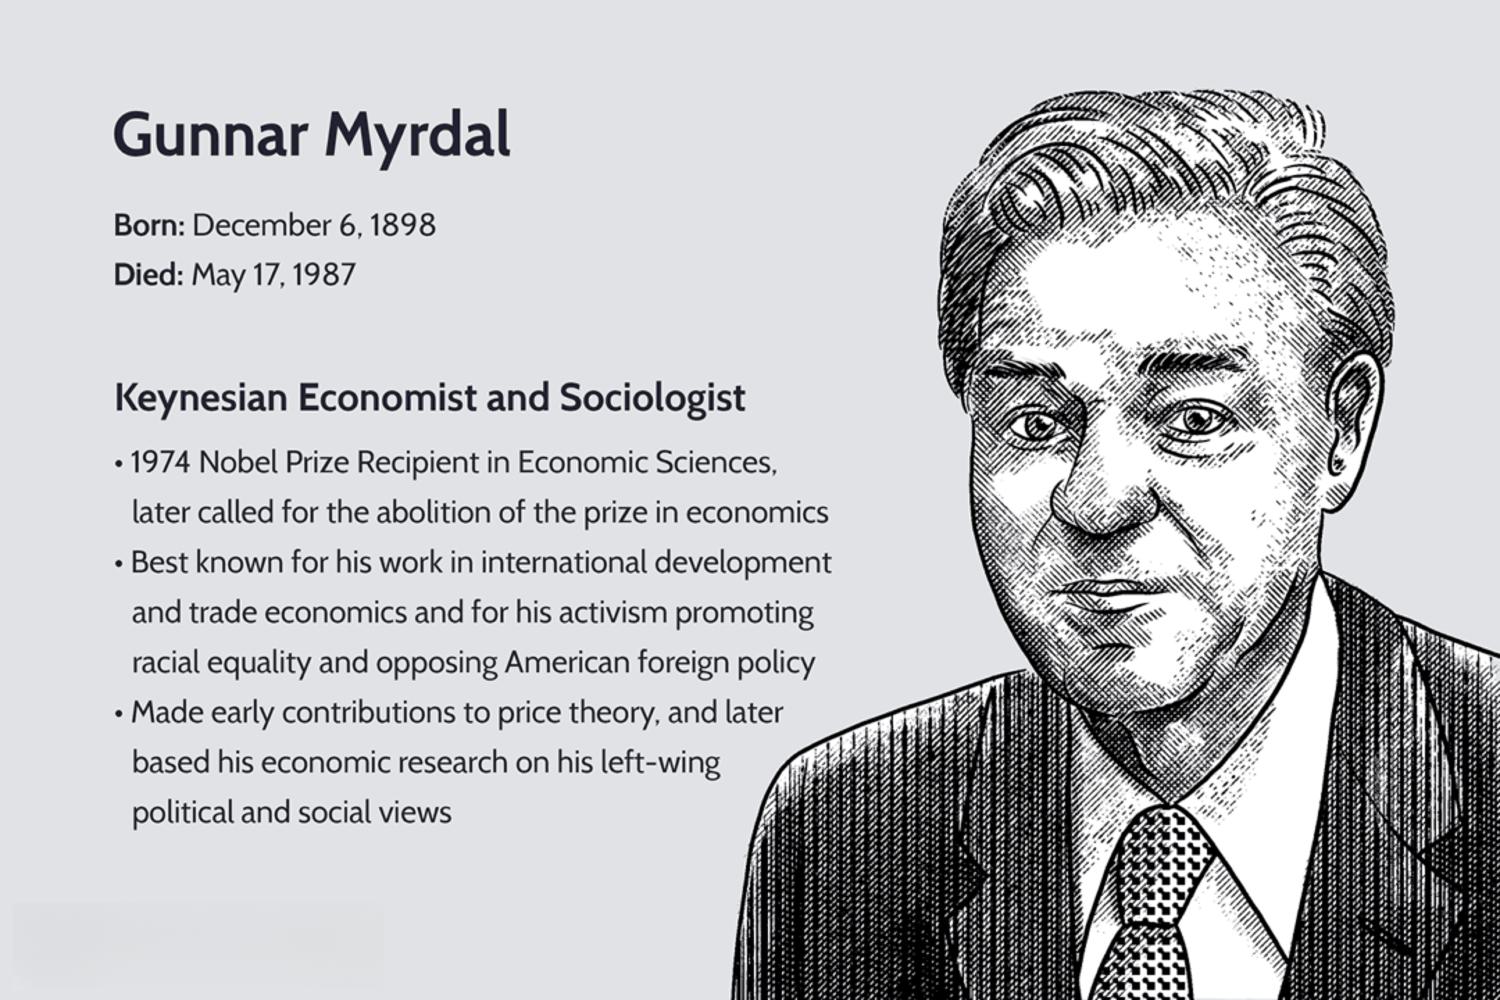 Gunnar Myrdal
Born: December 6, 1898
Died: May 17, 1987
Keynesian Economist and Sociologist
• 1974 Nobel Prize Recipient in Economic Sciences,
later called for the abolition of the prize in economics
• Best known for his work in international development
and trade economics and for his activism promoting
racial equality and opposing American foreign policy
• Made early contributions to price theory, and later
based his economic research on his left-wing
political and social views